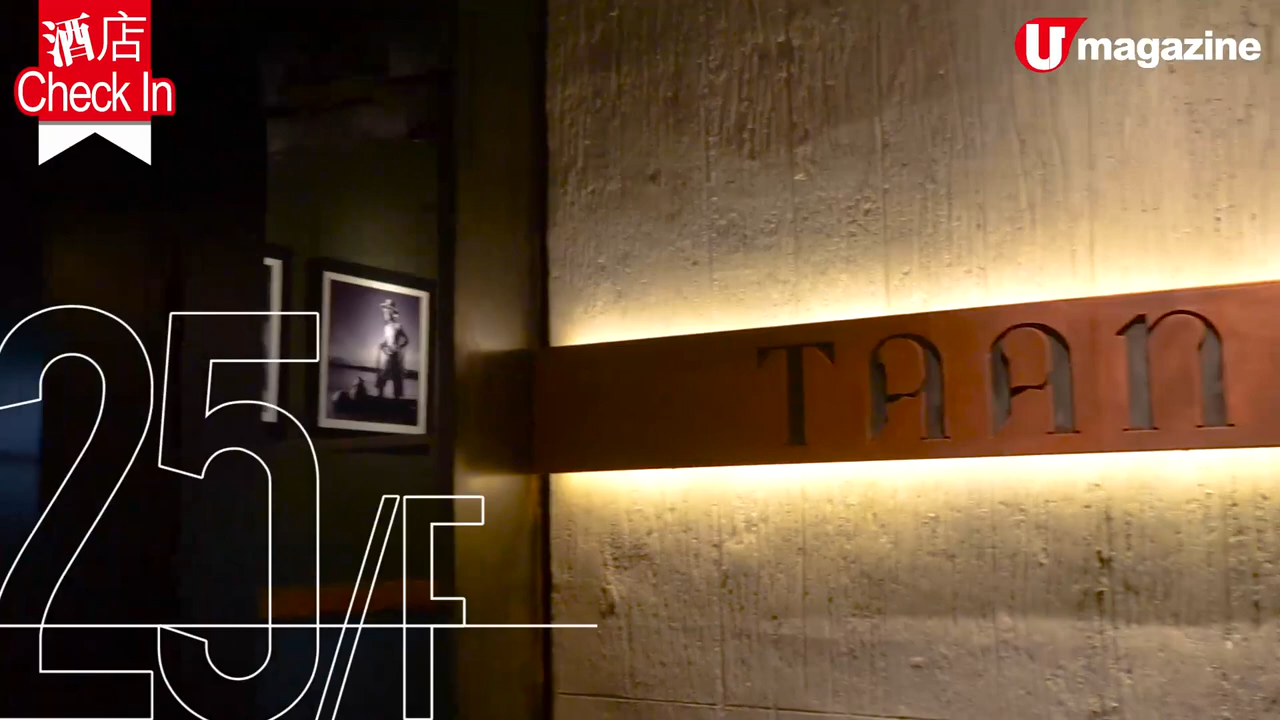 酒店
Check In
U magazine
TAAN
25/F